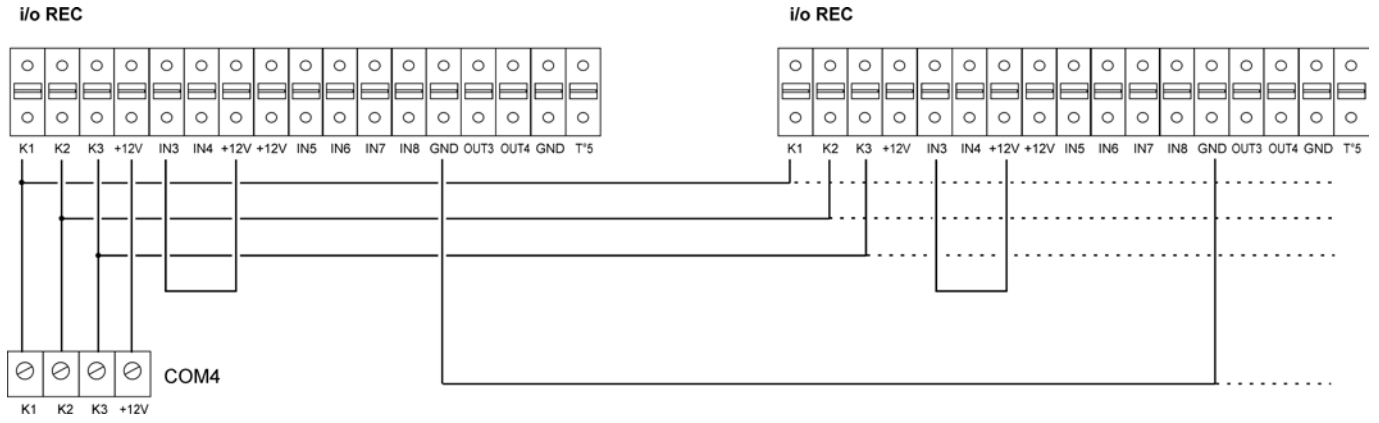 i/o REC i/o REC
K1 K2 K3 +12V IN3 IN4 +12V +12V IN5 IN6 IN7 IN8 GND OUT3 OUT4 GND T°5 K1 K2 K3 +12V IN3 IN4 +12V +12V IN5 IN6 IN7 IN8 GND OUT3 OUT4 GND T°5
COM4
K1 K2 K3 +12V